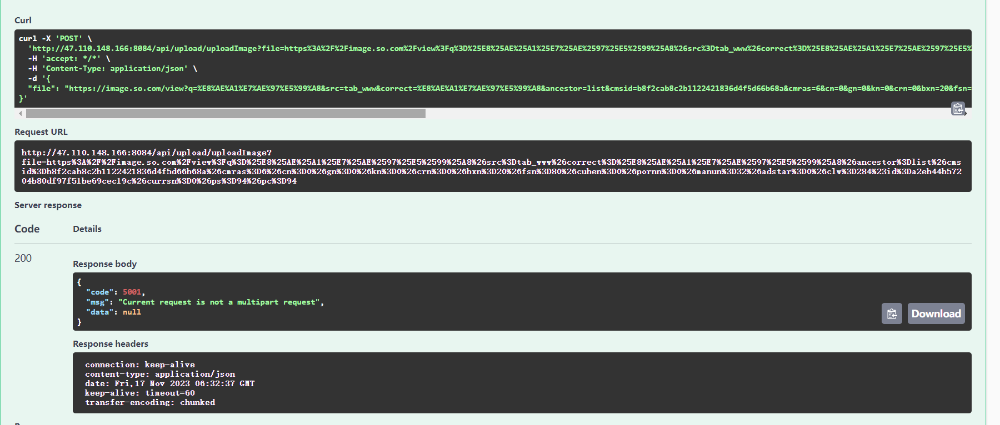 Curl
curl -X 'POST' \
'http://47.110.148.166:8084/api/upload/uploadImage?file=https%3A%2F%2Fimage.so.com%2Fview%3Fq%3D%25E8%25AE%25A1%25E7%25AE%2597%25E5%2599%25A8%26src%3Dtab_www%26correct%3D%25E8%25AE%25A1%25E7%25AE%2597%25E5%
-H 'accept: */*' \
-H 'Content-Type: application/json' \
-d '{
"file": "https://image.so.com/view?q=%E8%AE%A1%E7%AE%97%E5%99%A8&src=tab_www&correct=%E8%AE%A1%E7%AE%97%E5%99%A8&ancestor=list&cmsid=b8f2cab8c2b1122421836d4f5d66b68a&cmras=6&cn=0&gn=0&kn=0&crn=0&bxn=20&fsn=
}'
Request URL
http://47.110.148.166:8084/api/upload/uploadImage?
file=https%3A%2F%2Fimage.so.com%2Fview%3Fq%3D%25E8%25AE%25A1%25E7%25AE%2597%25E5%2599%25A8%26src%3Dtab_www%26correct%3D%25E8%25AE%25A1%25E7%25AE%2597%25E5%2599%25A8%26ancestor%3Dlist%26cms
id%3Db8f2cab8c2b1122421836d4f5d66b68a%26cmras%3D6%26cn%3D0%26gn%3D0%26kn%3D0%26crn%3D0%26bxn%3D20%26fsn%3D80%26cuben%3D0%26pornn%3D0%26manun%3D32%26adstar%3D0%26clw%3D284%23id%3Da2eb44b572
04b80df97f51be69cec19c%26currsn%3D0%26ps%3D94%26pc%3D94
Server response
Code Details
200
Response body
{
"code": 5001,
"msg": "Current request is not a multipart request",
"data": null
}
Download
Response headers
connection: keep-alive
content-type: application/json
date: Fri,17 Nov 2023 06:32:37 GMT
keep-alive: timeout=60
transfer-encoding: chunked